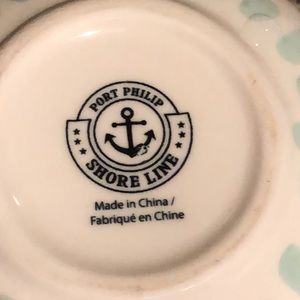 PORT PHILIP
SHORE LINE
Made in China /
Fabriqué en Chine